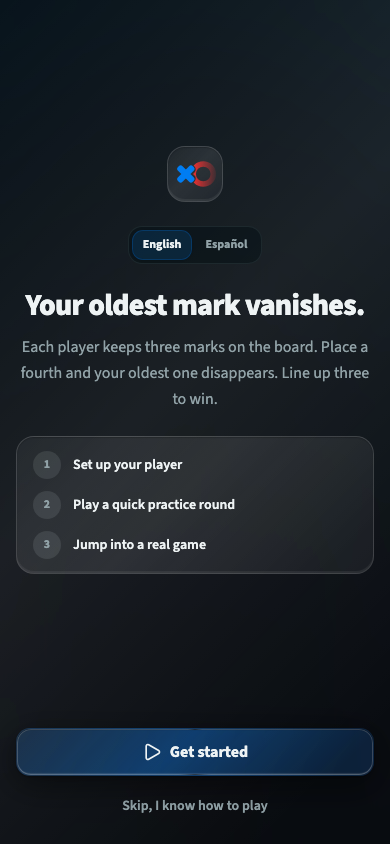 English Español
Your oldest mark vanishes.
Each player keeps three marks on the board. Place a
fourth and your oldest one disappears. Line up three
to win.
1 Set up your player
2 Play a quick practice round
3 Jump into a real game
Get started
Skip, I know how to play